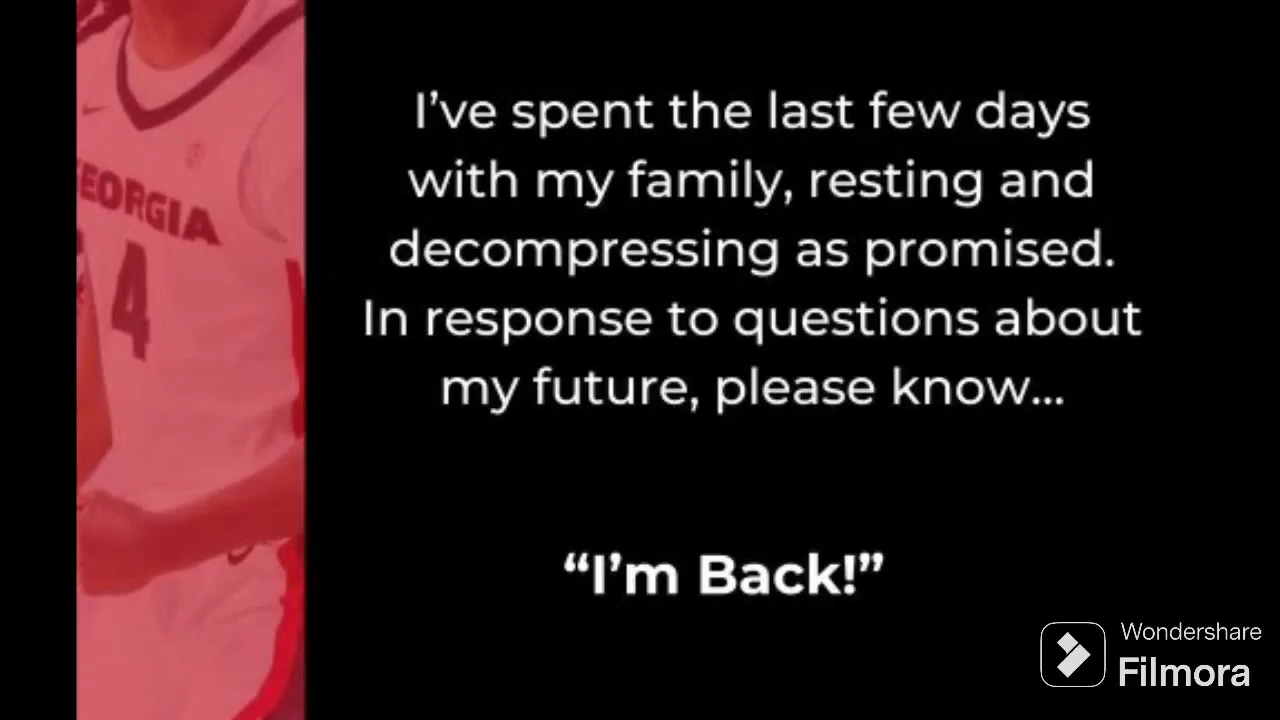 EORGIA
4
I’ve spent the last few days
with my family, resting and
decompressing as promised.
In response to questions about
my future, please know...
“I’m Back!”
Wondershare
Filmora